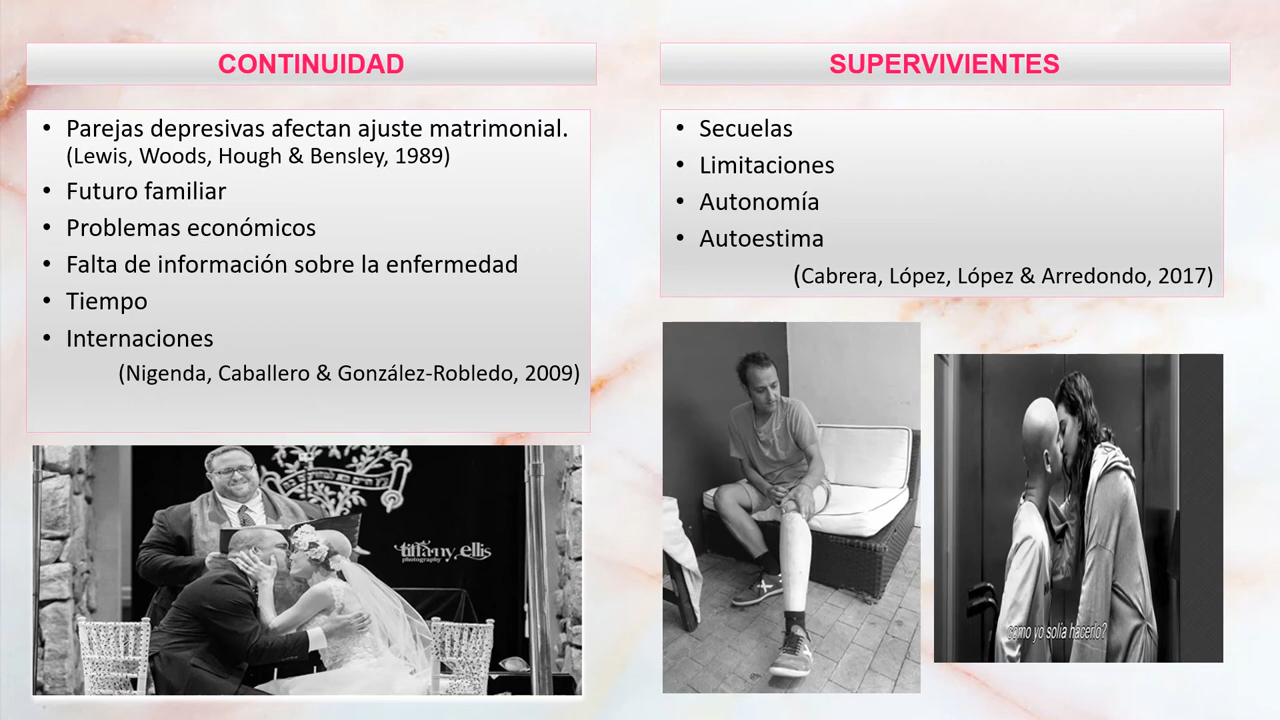 CONTINUIDAD
• Parejas depresivas afectan ajuste matrimonial.
(Lewis, Woods, Hough & Bensley, 1989)
• Futuro familiar
• Problemas económicos
• Falta de información sobre la enfermedad
• Tiempo
• Internaciones
(Nigenda, Caballero & González-Robledo, 2009)
tiffany ellis
photography
SUPERVIVIENTES
• Secuelas
• Limitaciones
• Autonomía
• Autoestima
(Cabrera, López, López & Arredondo, 2017)
como yo solía hacerlo?